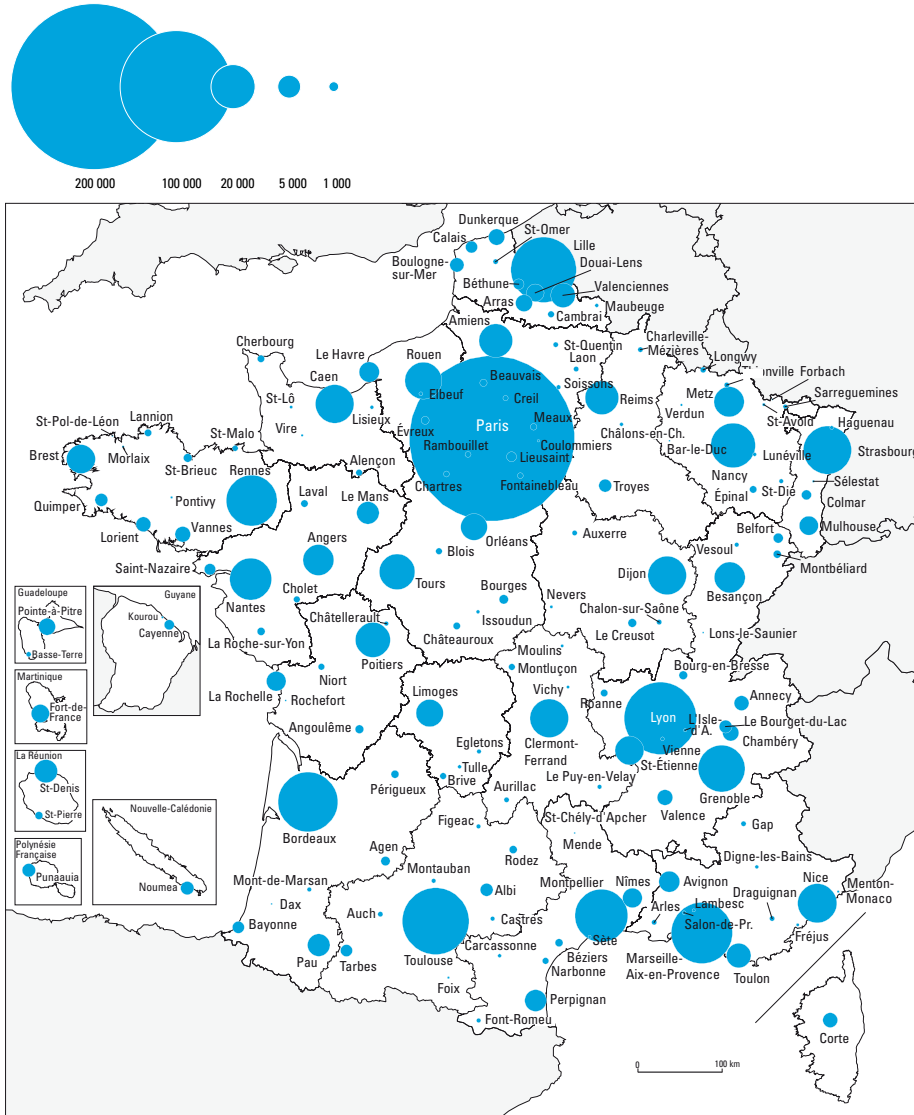 200 000
100 000
20 000
5 000
1 000
Dunkerque
St-Omer
Calais
Lille
Boulogne-
sur-Mer
Douai-Lens
Béthune
Valenciennes
Arras
Maubeuge
Cambrai
Amiens
Cherbourg
Le Havre
Rouen
St-Quentin
Charleville-
Mézières
Laon
Longwy
Caen
Beauvais
Soissons
Metz
inville
Forbach
St-Lô
Elbeuf
Creil
Reims
Sarreguemines
Lisieux
Verdun
St-Avold
Haguenau
St-Pol-de-Léon
Lannion
Vire
Évreux
Paris
Meaux
Châlons-en-Ch.
Morlaix
St-Malo
Rambouillet
Coulommiers
Bar-le-Duc
Lunéville
Strasbourg
Brest
St-Brieuc
Rennes
Alençon
Lieusaint
Nancy
Sélestat
Chartres
Fontainebleau
Troyes
Épinal
St-Dié
Colmar
Quimper
Pontivy
Laval
Le Mans
Mulhouse
Lorient
Vannes
Orléans
Auxerre
Belfort
Angers
Blois
Vesoul
Montbéliard
Saint-Nazaire
Tours
Dijon
Besançon
Nantes
Cholet
Bourges
Nevers
Chalon-sur-Saône
Châtellerault
Issoudun
Le Creusot
Lons-le-Saunier
La Roche-sur-Yon
Châteauroux
Poitiers
Moulins
Bourg-en-Bresse
Niort
Montluçon
La Rochelle
Rochefort
Limoges
Vichy
Roanne
Annecy
Angoulême
Lyon
L'Isle-
d'A.
Le Bourget-du-Lac
Chambéry
Egletons
Clermont-
Ferrand
Vienne
Tulle
St-Étienne
Brive
Le Puy-en-Velay
Périgueux
Aurillac
Grenoble
Bordeaux
St-Chély-d'Apcher
Valence
Figeac
Mende
Gap
Agen
Rodez
Digne-les-Bains
Montauban
Montpellier
Nîmes
Avignon
Nice
Menton-
Monaco
Mont-de-Marsan
Albi
Draguignan
Dax
Lambesc
Auch
Castres
Arles
Salon-de-Pr.
Bayonne
Sète
Fréjus
Toulouse
Carcassonne
Béziers
Marseille-
Aix-en-Provence
Pau
Tarbes
Narbonne
Toulon
Foix
Perpignan
Font-Romeu
Corte
Guadeloupe
Pointe-à-Pitre
Basse-Terre
Guyane
Kourou
Cayenne
Martinique
Fort-de-
France
La Réunion
St-Denis
St-Pierre
Nouvelle-Calédonie
Noumea
Polynésie
Française
Punaauia
0
100 km